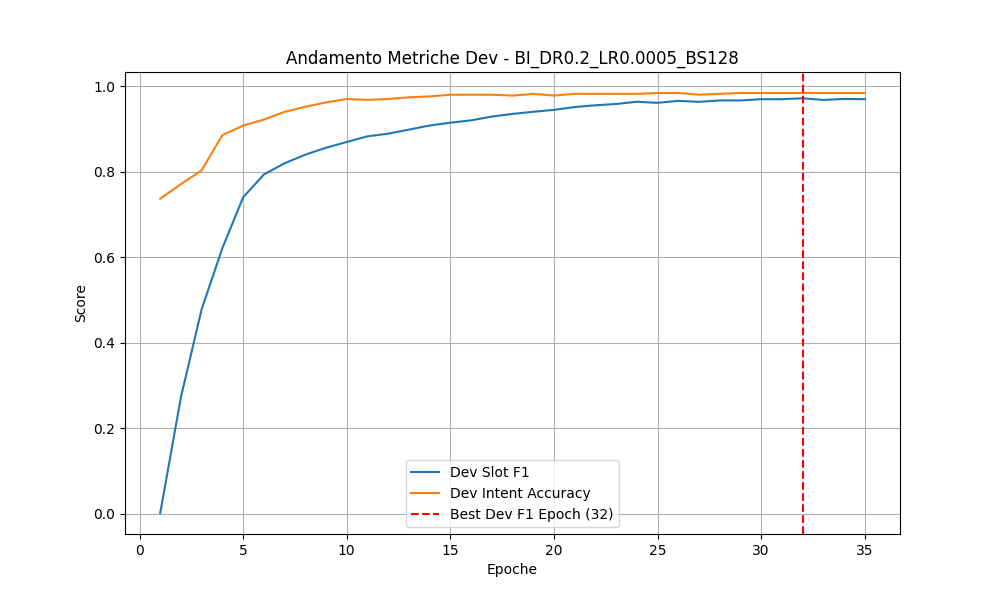 Andamento Metriche Dev - BI_DR0.2_LR0.0005_BS128
Score
1.0
0.8
0.6
0.4
0.2
0.0
Dev Slot F1
Dev Intent Accuracy
Best Dev F1 Epoch (32)
0 5 10 15 20 25 30 35
Epoche